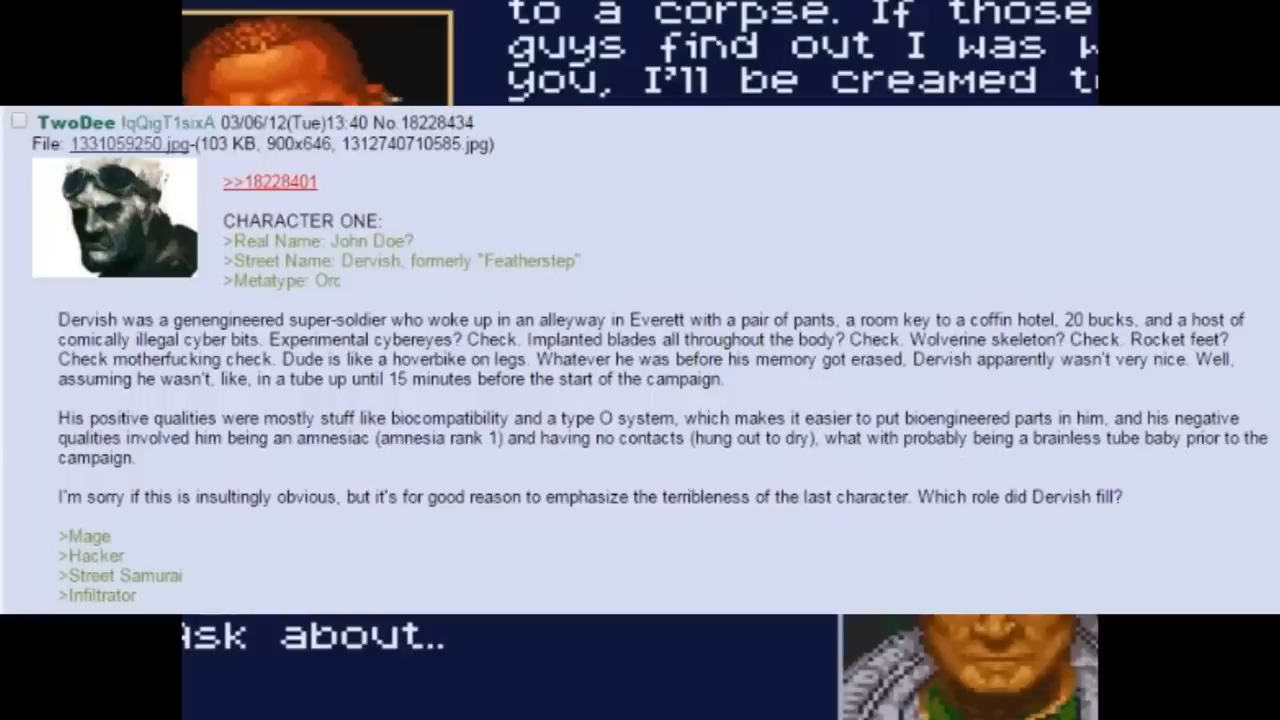 to a corpse. If those
guys find out I was
you, I'll be creamed
TwoDee !qQigT1sixA 03/06/12(Tue)13:40 No.18228434
File: 1331059250.jpg-(103 KB, 900x646, 1312740710585.jpg)
>>18228401
CHARACTER ONE:
>Real Name: John Doe?
>Street Name: Dervish, formerly "Featherstep"
>Metatype: Orc
Dervish was a genengineered super-soldier who woke up in an alleyway in Everett with a pair of pants, a room key to a coffin hotel, 20 bucks, and a host of
comically illegal cyber bits. Experimental cybereyes? Check. Implanted blades all throughout the body? Check. Wolverine skeleton? Check. Rocket feet?
Check motherfucking check. Dude is like a hoverbike on legs. Whatever he was before his memory got erased, Dervish apparently wasn't very nice. Well,
assuming he wasn't, like, in a tube up until 15 minutes before the start of the campaign.
His positive qualities were mostly stuff like biocompatibility and a type O system, which makes it easier to put bioengineered parts in him, and his negative
qualities involved him being an amnesiac (amnesia rank 1) and having no contacts (hung out to dry), what with probably being a brainless tube baby prior to the
campaign.
I'm sorry if this is insultingly obvious, but it's for good reason to emphasize the terribleness of the last character. Which role did Dervish fill?
>Mage
>Hacker
>Street Samurai
>Infiltrator
Ask about..